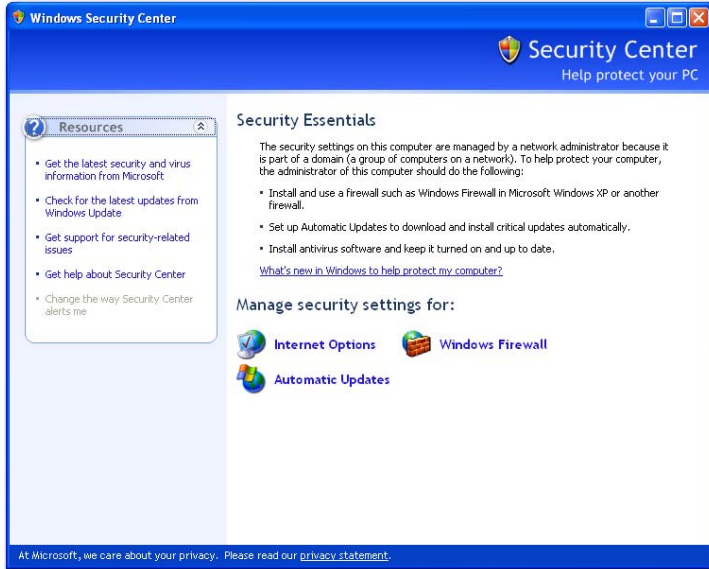 Windows Security Center
Security Center
Help protect your PC
Resources
Get the latest security and virus
information from Microsoft
Check for the latest updates from
Windows Update
Get support for security-related
issues
Get help about Security Center
Change the way Security Center
alerts me
Security Essentials
The security settings on this computer are managed by a network administrator because it
is part of a domain (a group of computers on a network). To help protect your computer,
the administrator of this computer should do the following:
Install and use a firewall such as Windows Firewall in Microsoft Windows XP or another
firewall.
Set up Automatic Updates to download and install critical updates automatically.
Install antivirus software and keep it turned on and up to date.
What's new in Windows to help protect my computer?
Manage security settings for:
Internet Options
Windows Firewall
Automatic Updates
At Microsoft, we care about your privacy. Please read our privacy statement.